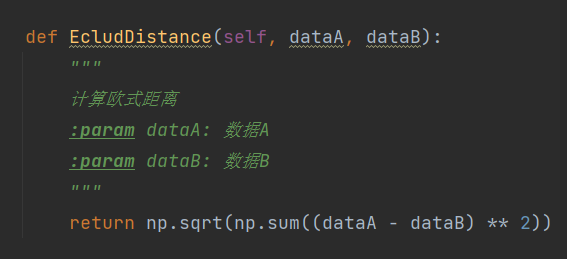 def EcludDistance(self, dataA, dataB):
"""
计算欧式距离
:param dataA: 数据A
:param dataB: 数据B
"""
return np.sqrt(np.sum((dataA - dataB) ** 2))